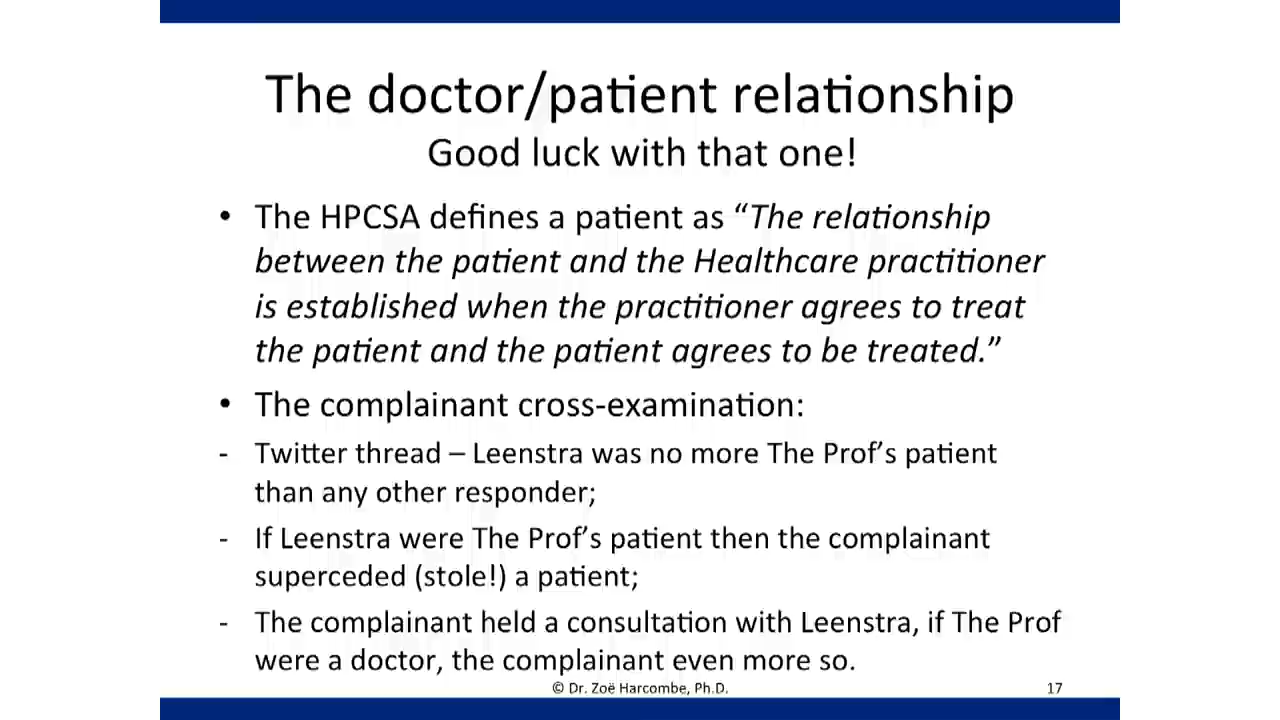 The doctor/patient relationship
Good luck with that one!
• The HPCSA defines a patient as “The relationship
between the patient and the Healthcare practitioner
is established when the practitioner agrees to treat
the patient and the patient agrees to be treated.”
• The complainant cross-examination:
- Twitter thread – Leenstra was no more The Prof’s patient
than any other responder;
- If Leenstra were The Prof’s patient then the complainant
superceded (stole!) a patient;
- The complainant held a consultation with Leenstra, if The Prof
were a doctor, the complainant even more so.
© Dr. Zoë Harcombe, Ph.D.
17